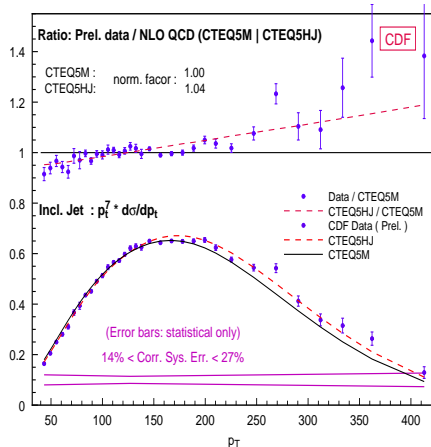 Ratio: Prel. data / NLO QCD (CTEQ5M | CTEQ5HJ)
CDF
CTEQ5M : 1.00
norm. facor :
CTEQ5HJ: 1.04
1.4
1.2
1
0.8
0.6
0.4
0.2
0
Data / CTEQ5M
CTEQ5HJ / CTEQ5M
CDF Data ( Prel. )
CTEQ5HJ
CTEQ5M
Incl. Jet : pt^7 * dσ/dpt
(Error bars: statistical only)
14% < Corr. Sys. Err. < 27%
50 100 150 200 250 300 350 400
pT